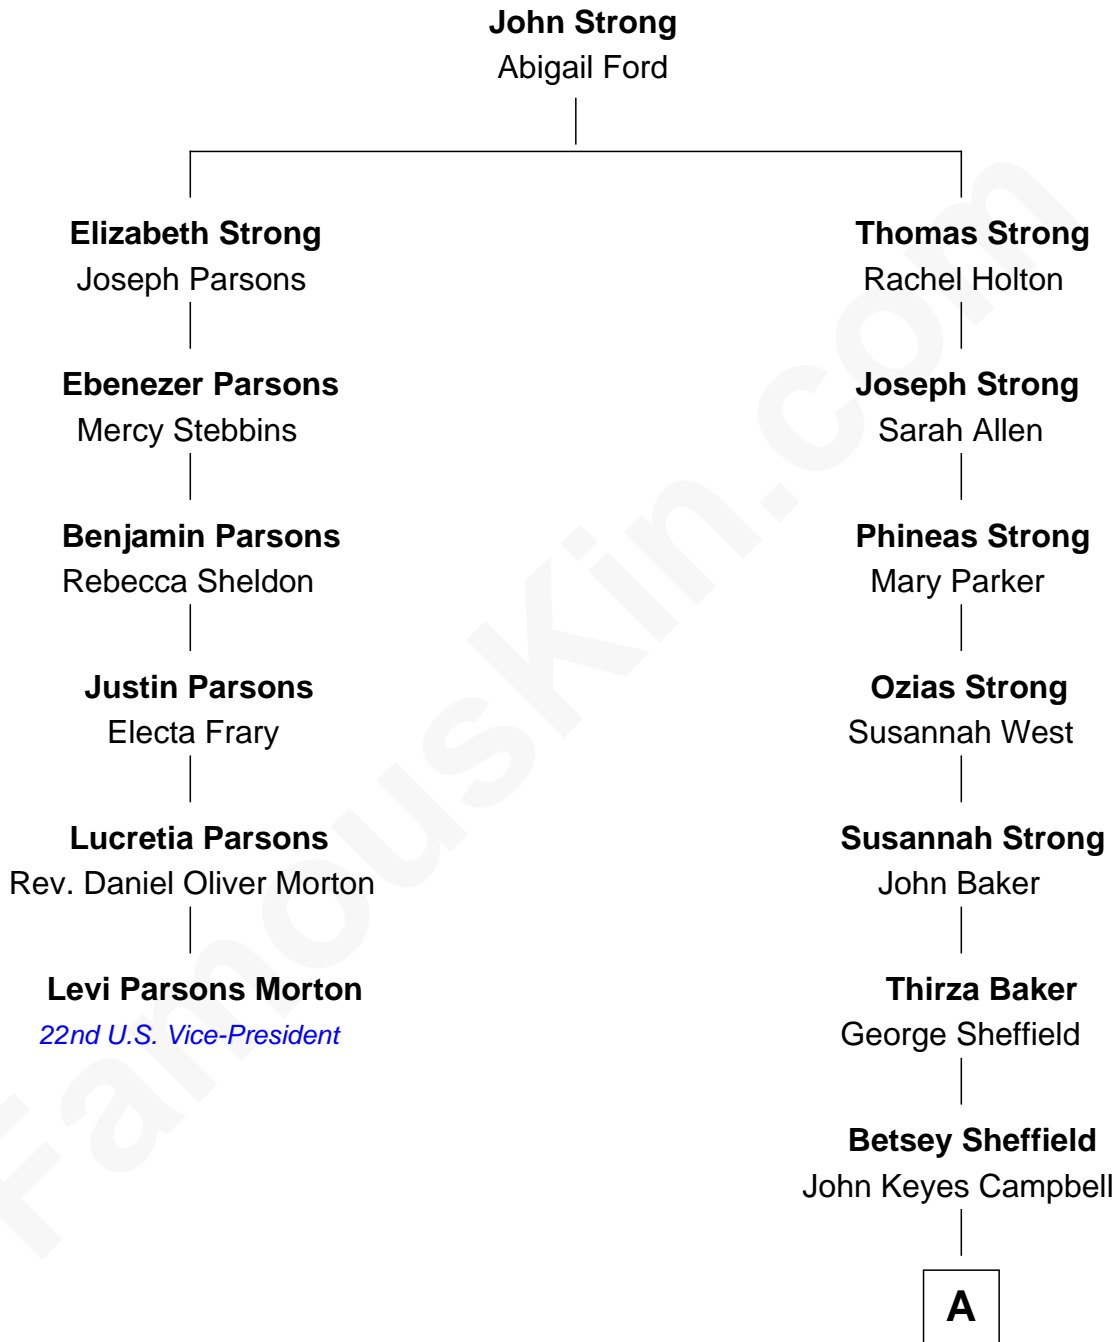 John Strong
Abigail Ford
Elizabeth Strong
Joseph Parsons
Thomas Strong
Rachel Holton
Ebenezer Parsons
Mercy Stebbins
Joseph Strong
Sarah Allen
Benjamin Parsons
Rebecca Sheldon
Phineas Strong
Mary Parker
Justin Parsons
Electa Frary
Ozias Strong
Susannah West
Lucretia Parsons
Rev. Daniel Oliver Morton
Susannah Strong
John Baker
Levi Parsons Morton
22nd U.S. Vice-President
Thirza Baker
George Sheffield
Betsey Sheffield
John Keyes Campbell
A
FamousKin.com